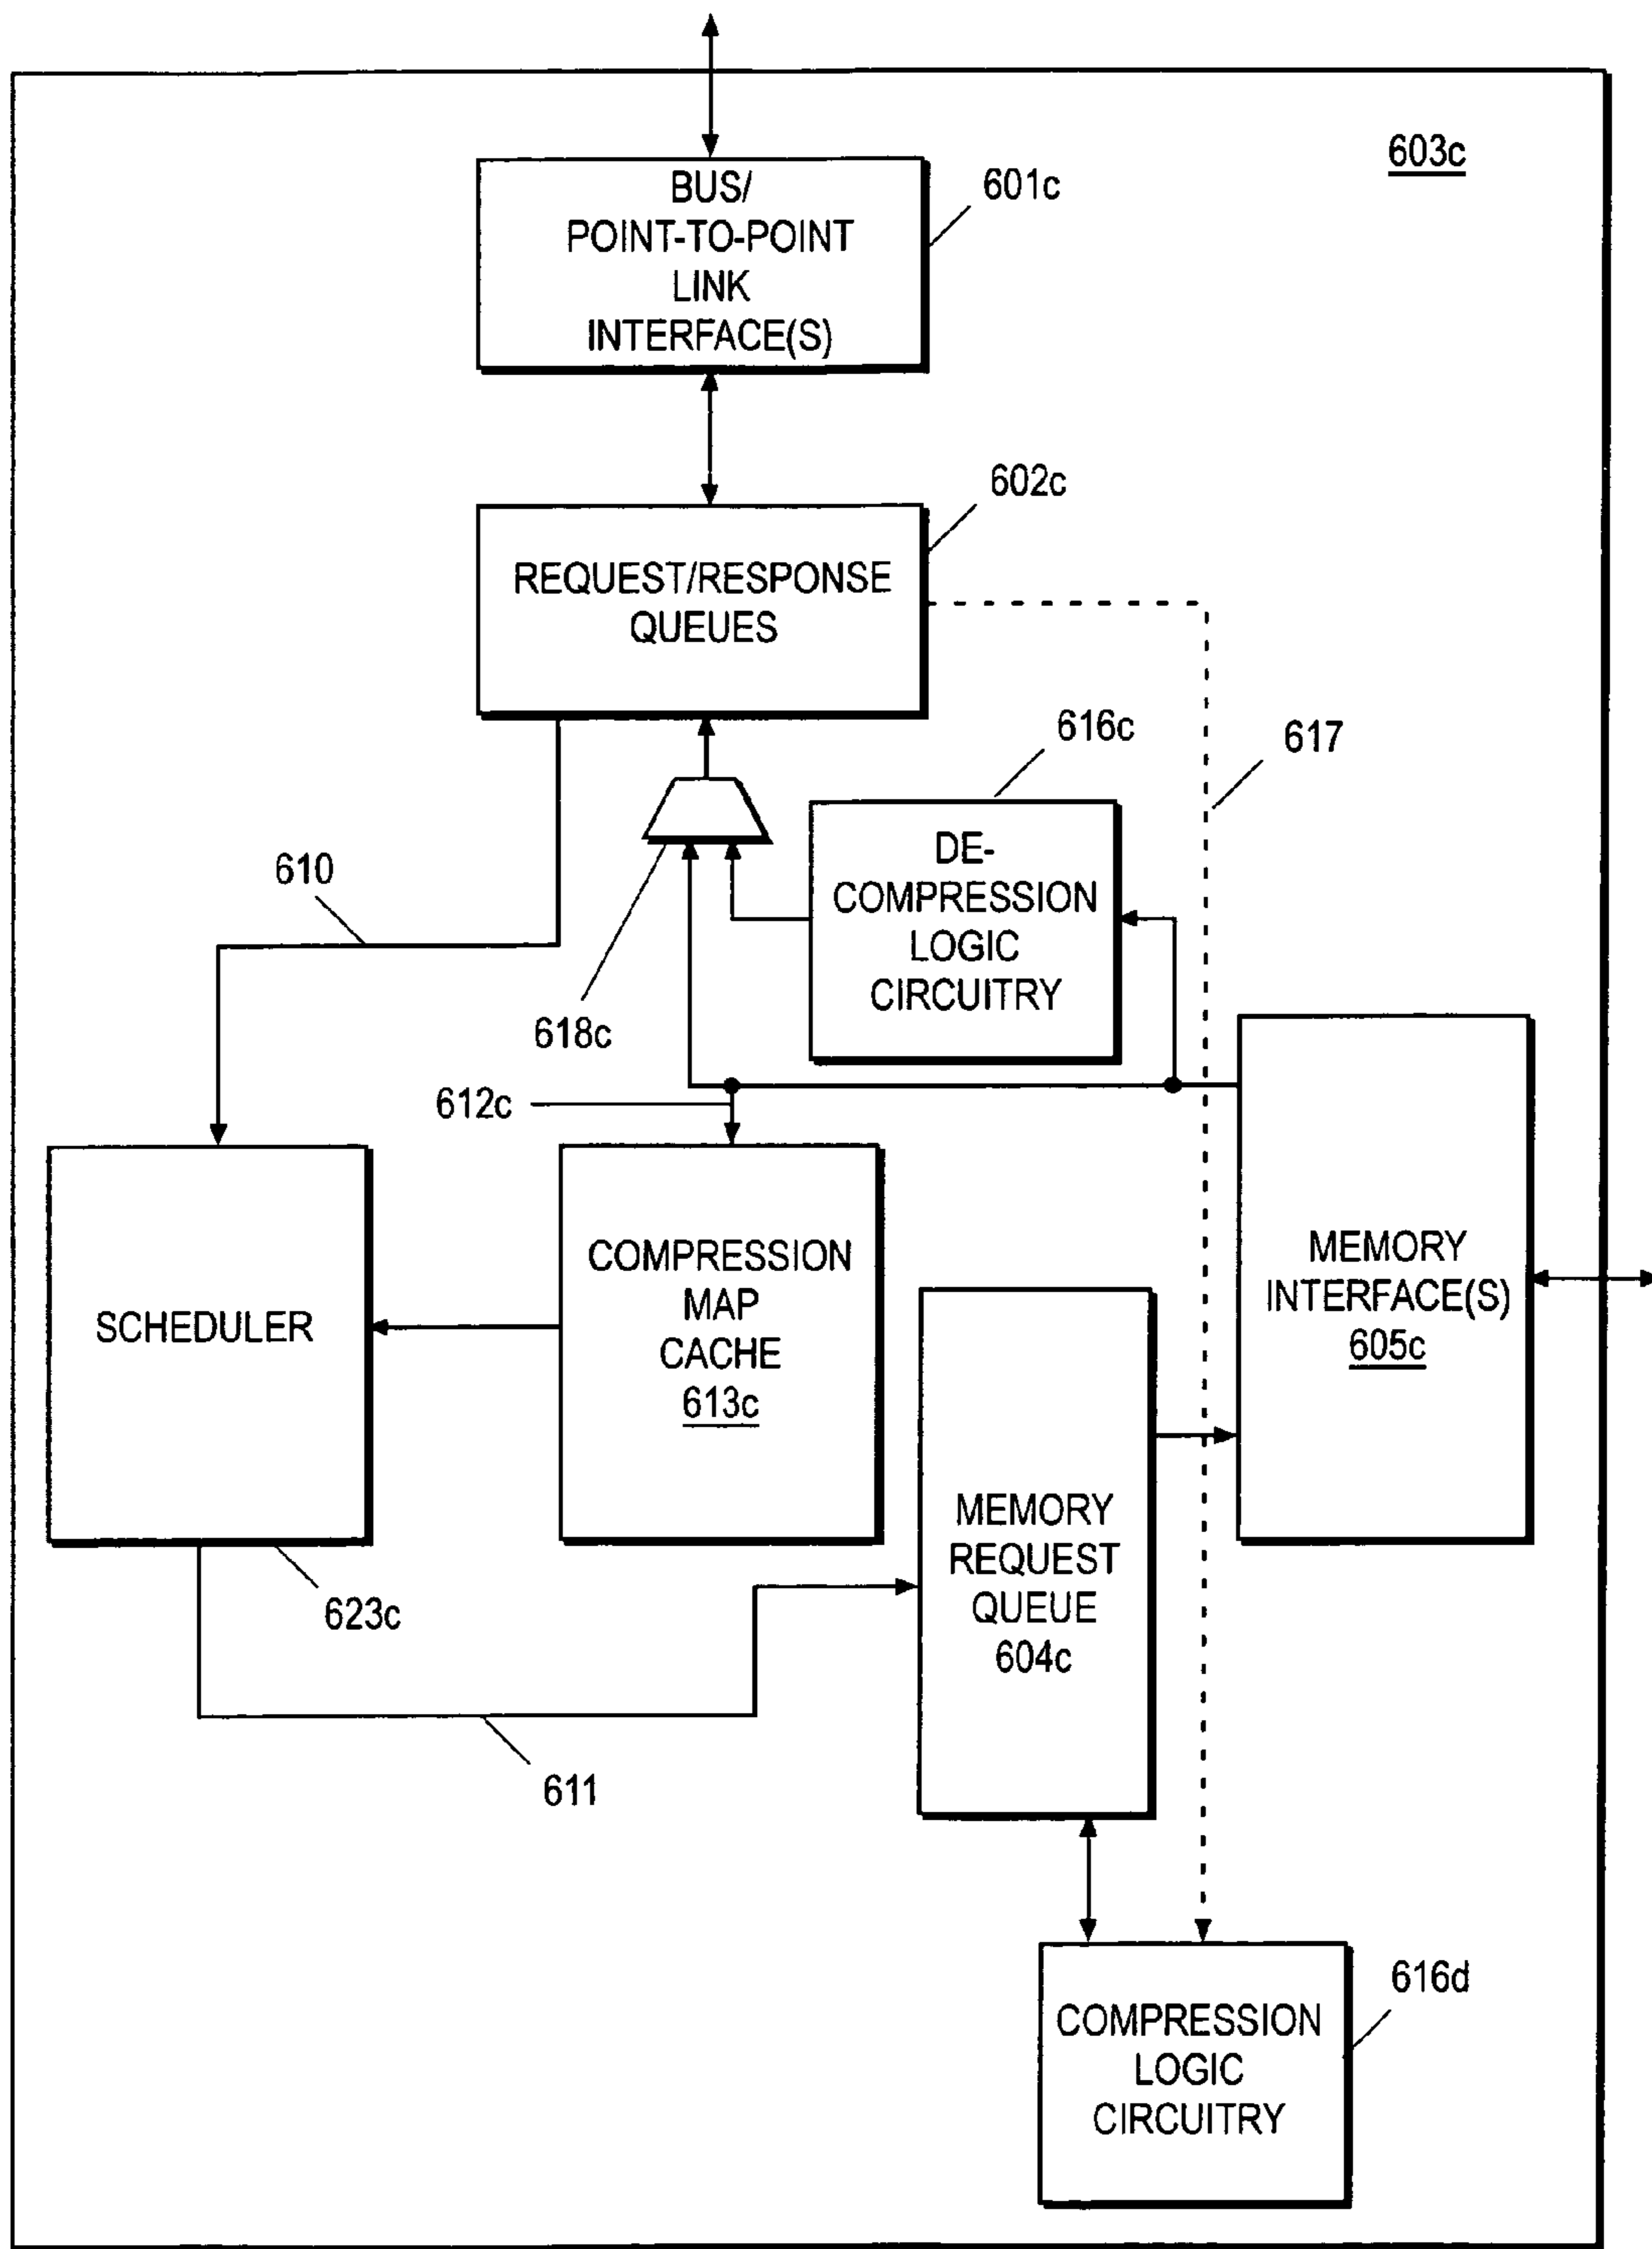 603c
BUS/
POINT-TO-POINT
LINK
INTERFACE(S)
601c
602c
REQUEST/RESPONSE
QUEUES
616c
617
DE-
COMPRESSION
LOGIC
CIRCUITRY
610
618c
612c
SCHEDULER
COMPRESSION
MAP
CACHE
613c
MEMORY
INTERFACE(S)
605c
MEMORY
REQUEST
QUEUE
604c
623c
611
616d
COMPRESSION
LOGIC
CIRCUITRY